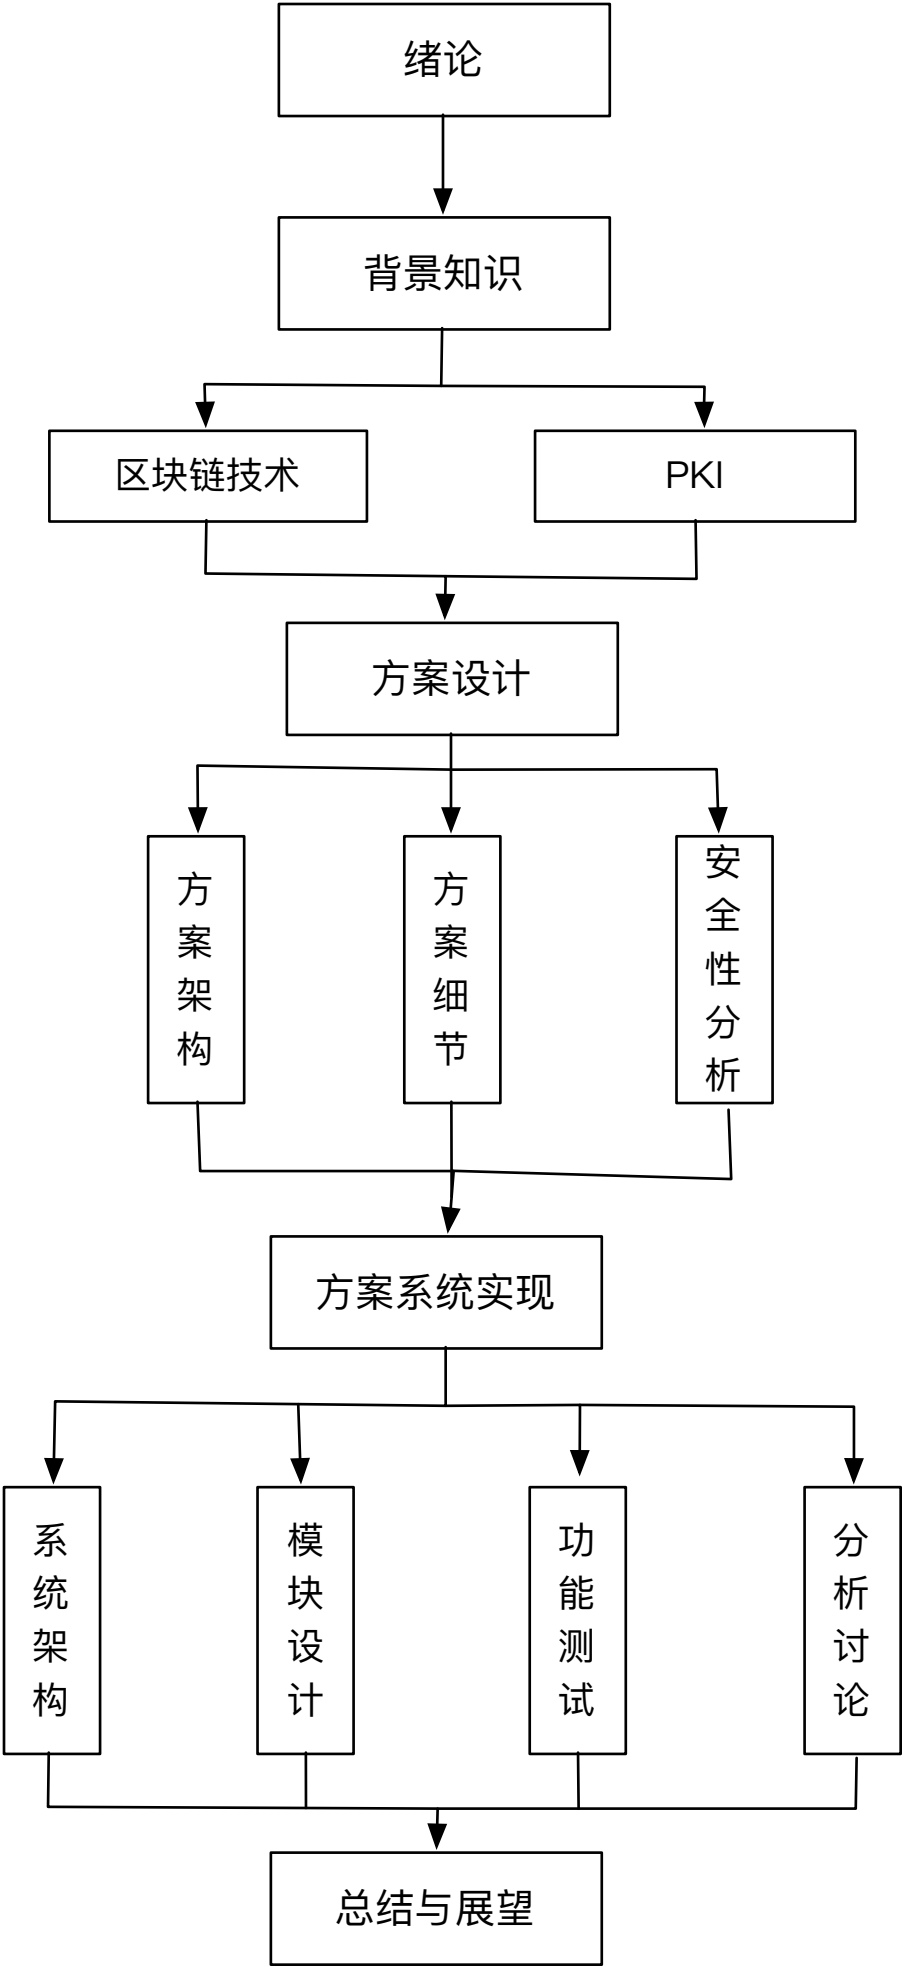 绪论
背景知识
区块链技术
PKI
方案设计
方案架构
方案细节
安全性分析
方案系统实现
系统架构
模块设计
功能测试
分析讨论
总结与展望